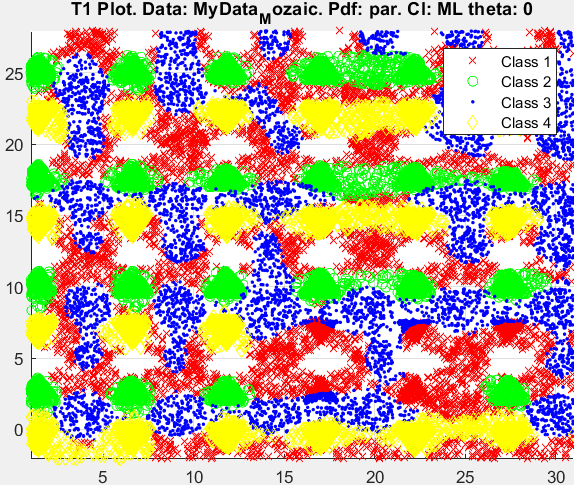 T1 Plot. Data: MyData_Mozaic. Pdf: par. Cl: ML theta: 0
Class 1
Class 2
Class 3
Class 4
25
20
15
10
5
0
5 10 15 20 25 30